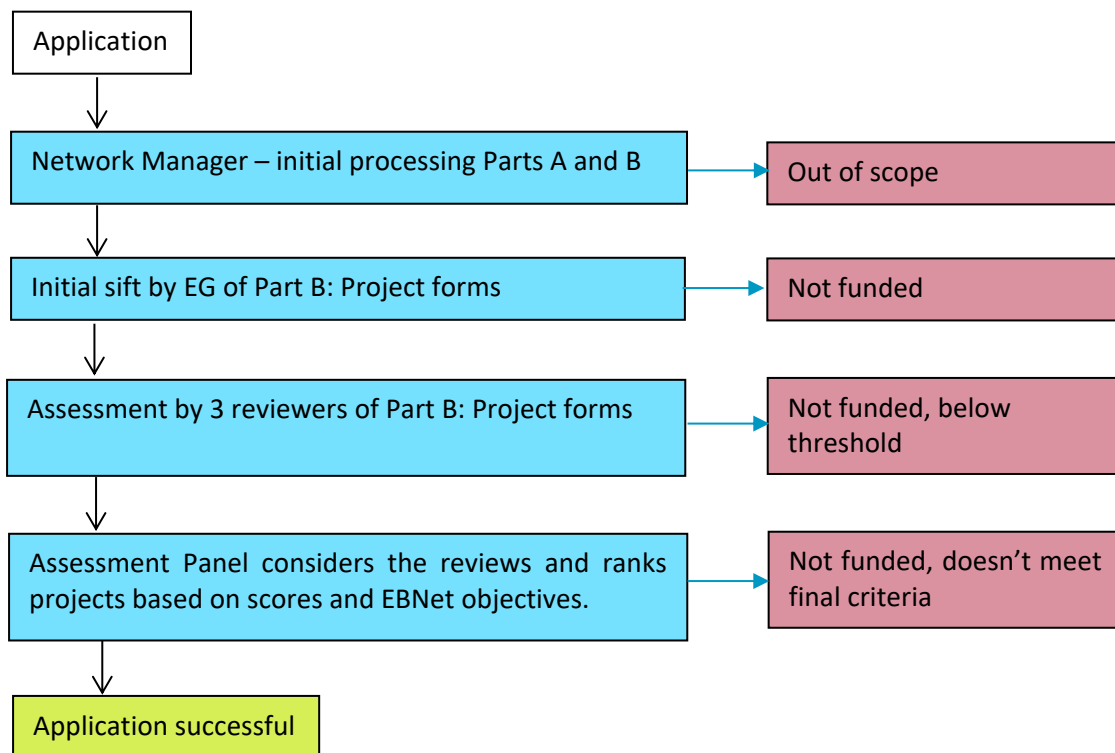 Application
Network Manager – initial processing Parts A and B
Out of scope
Initial sift by EG of Part B: Project forms
Not funded
Assessment by 3 reviewers of Part B: Project forms
Not funded, below
threshold
Assessment Panel considers the reviews and ranks
projects based on scores and EBNet objectives.
Not funded, doesn’t meet
final criteria
Application successful